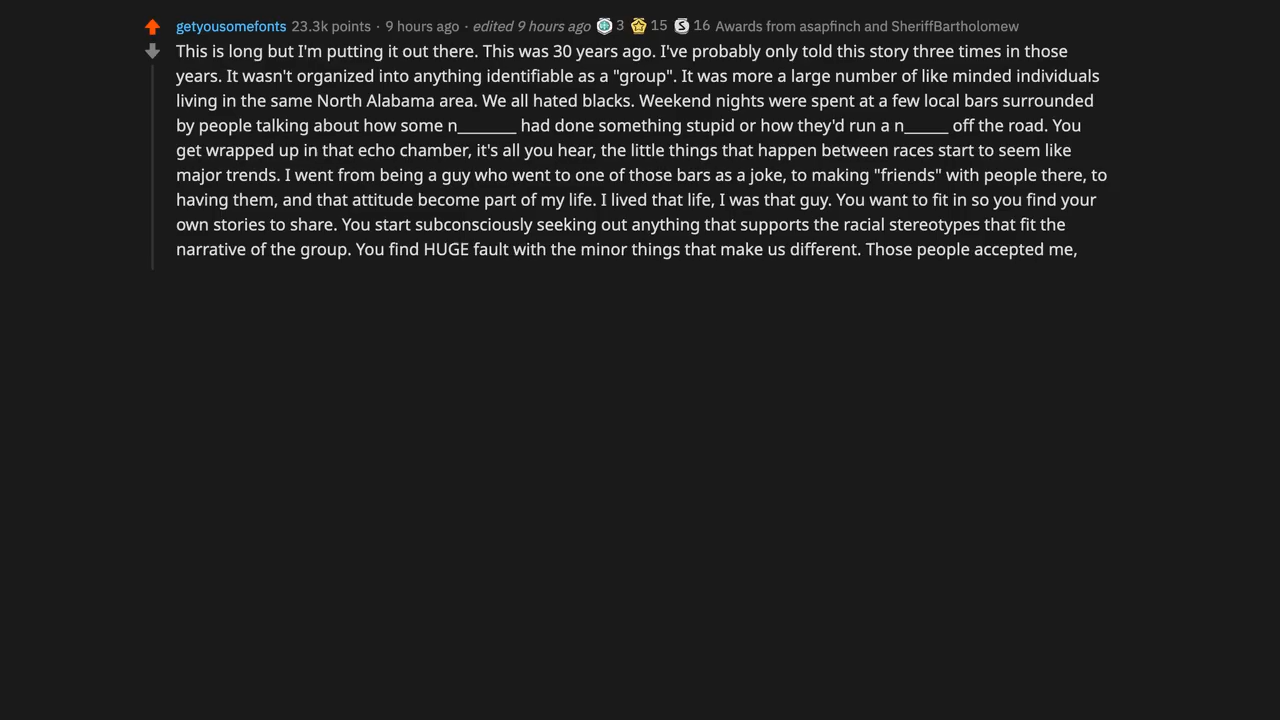 getyousomefonts 23.3k points · 9 hours ago · edited 9 hours ago 3 15 S 16 Awards from asapfinch and SheriffBartholomew
This is long but I'm putting it out there. This was 30 years ago. I've probably only told this story three times in those
years. It wasn't organized into anything identifiable as a "group". It was more a large number of like minded individuals
living in the same North Alabama area. We all hated blacks. Weekend nights were spent at a few local bars surrounded
by people talking about how some n________ had done something stupid or how they'd run a n______ off the road. You
get wrapped up in that echo chamber, it's all you hear, the little things that happen between races start to seem like
major trends. I went from being a guy who went to one of those bars as a joke, to making "friends" with people there, to
having them, and that attitude become part of my life. I lived that life, I was that guy. You want to fit in so you find your
own stories to share. You start subconsciously seeking out anything that supports the racial stereotypes that fit the
narrative of the group. You find HUGE fault with the minor things that make us different. Those people accepted me,